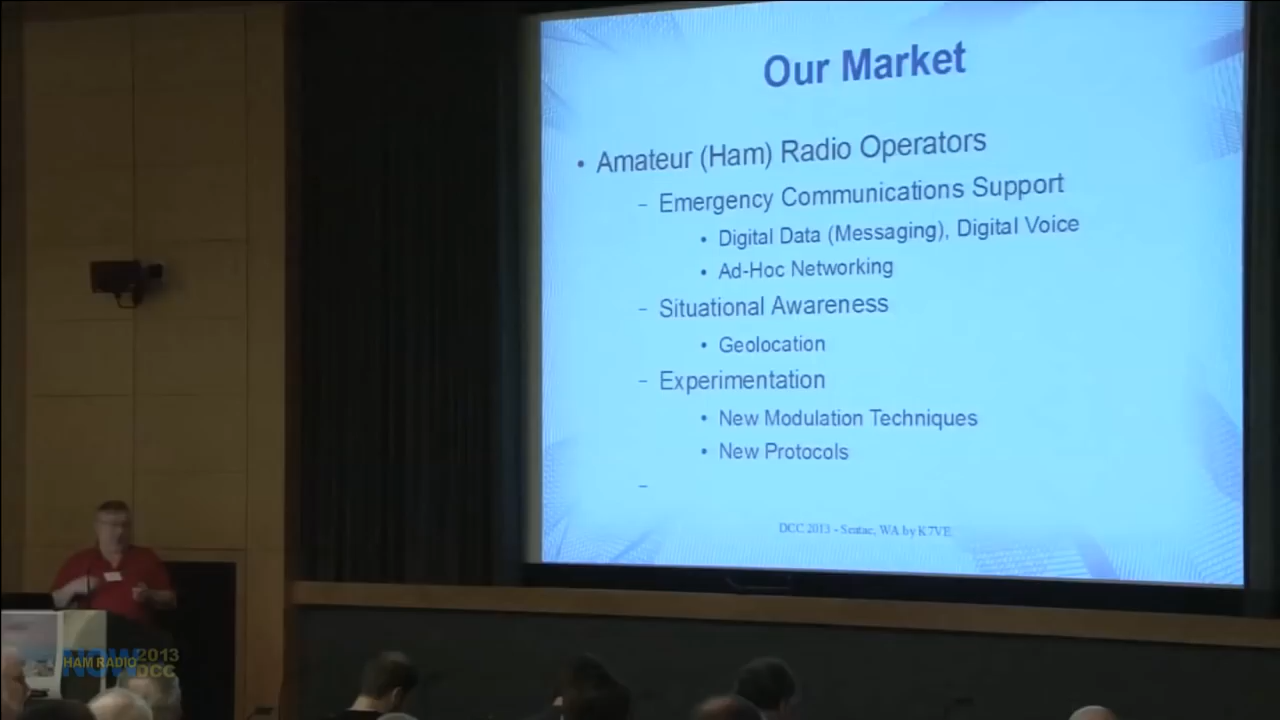 Our Market
• Amateur (Ham) Radio Operators
– Emergency Communications Support
• Digital Data (Messaging), Digital Voice
• Ad-Hoc Networking
– Situational Awareness
• Geolocation
– Experimentation
• New Modulation Techniques
• New Protocols
–
DCC 2013 - Seatac, WA by K7VE
HAM RADIO 2013
NOW DCC